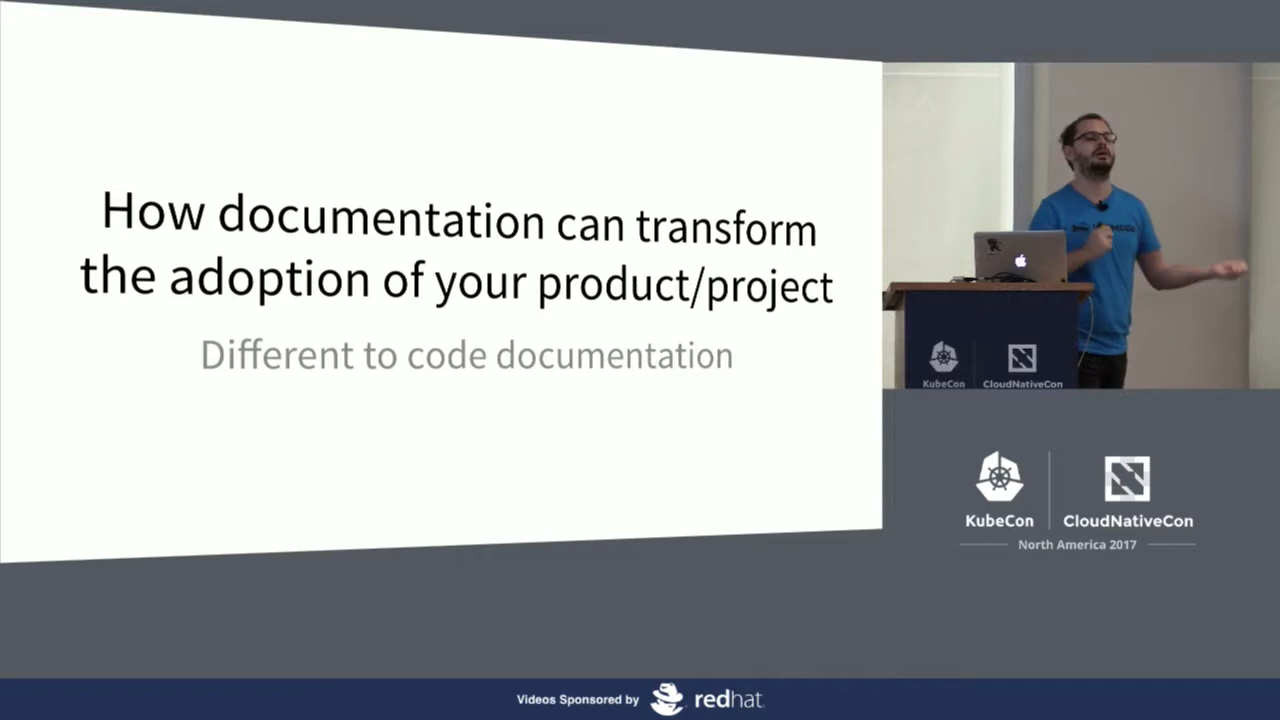 How documentation can transform
the adoption of your product/project
Different to code documentation
KubeCon
CloudNativeCon
KubeCon
CloudNativeCon
North America 2017
Videos Sponsored by
redhat